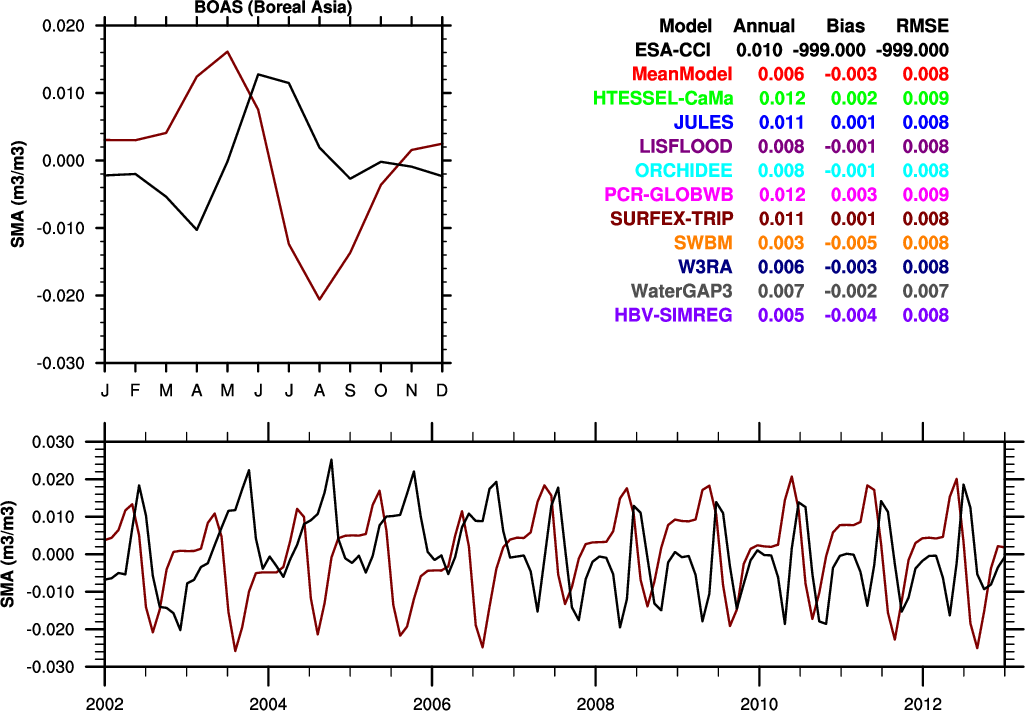 BOAS (Boreal Asia)
0.020
0.010
0.000
-0.010
-0.020
-0.030
SMA (m3/m3)
J F M A M J J A S O N D
Model Annual Bias RMSE
ESA-CCI 0.010 -999.000 -999.000
MeanModel 0.006 -0.003 0.008
HTESSEL-CaMa 0.012 0.002 0.009
JULES 0.011 0.001 0.008
LISFLOOD 0.008 -0.001 0.008
ORCHIDEE 0.008 -0.001 0.008
PCR-GLOBWB 0.012 0.003 0.009
SURFEX-TRIP 0.011 0.001 0.008
SWBM 0.003 -0.005 0.008
W3RA 0.006 -0.003 0.008
WaterGAP3 0.007 -0.002 0.007
HBV-SIMREG 0.005 -0.004 0.008
0.030
0.020
0.010
0.000
-0.010
-0.020
-0.030
SMA (m3/m3)
2002 2004 2006 2008 2010 2012